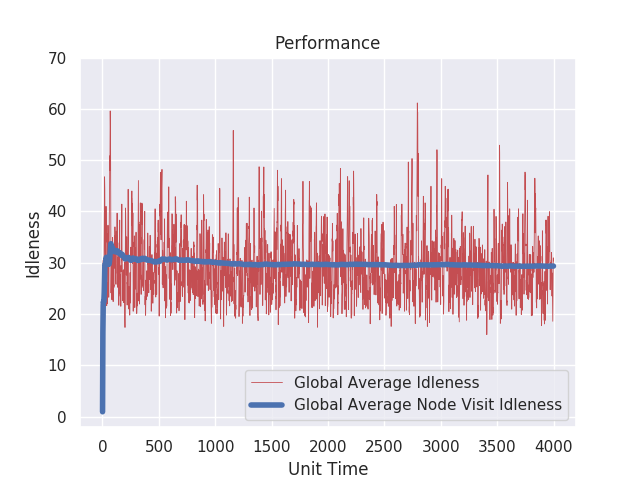 Performance
70
60
50
40
30
20
10
0
Idleness
Global Average Idleness
Global Average Node Visit Idleness
0 500 1000 1500 2000 2500 3000 3500 4000
Unit Time